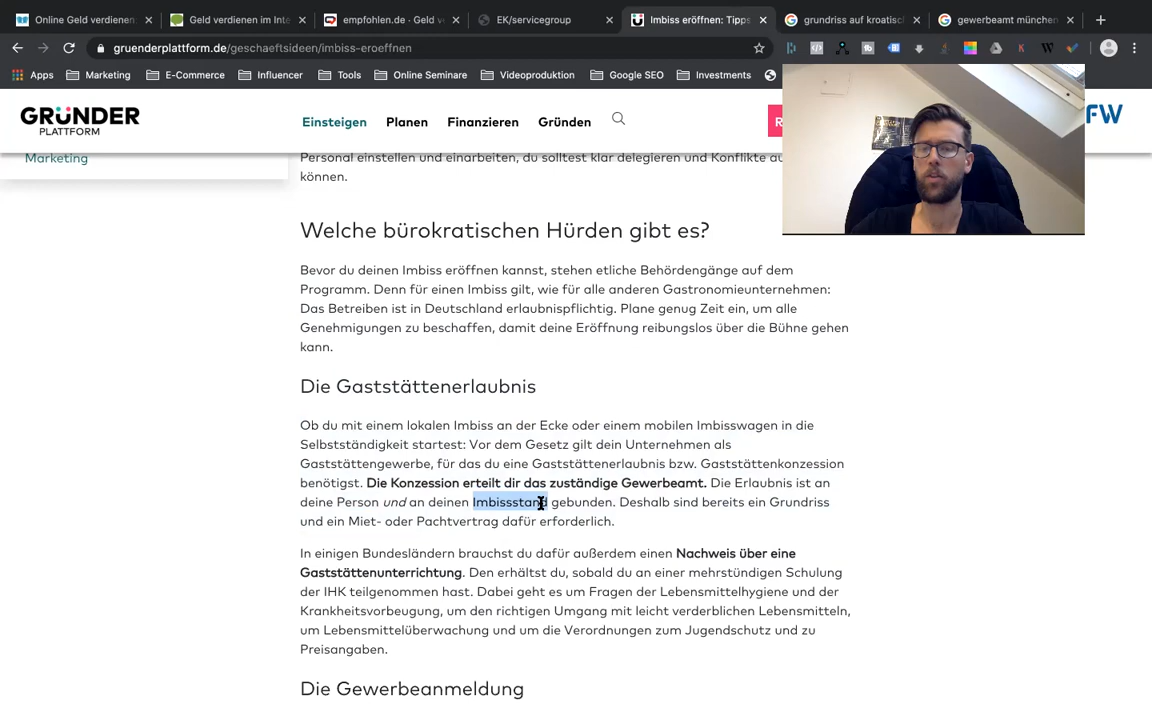 Online Geld verdienen
Geld verdienen im Inte
empfohlen.de - Geld v
EK/servicegroup
Imbiss eröffnen: Tipps
grundriss auf kroatisc
gewerbeamt münchen
gruenderplattform.de/geschaeftsideen/imbiss-eroeffnen
Apps Marketing E-Commerce Influencer Tools Online Seminare Videoproduktion Google SEO Investments
GRÜNDER
PLATTFORM
Einsteigen Planen Finanzieren Gründen
R
FW
Marketing
Personal einstellen und einarbeiten, du solltest klar delegieren und Konflikte au
können.
Welche bürokratischen Hürden gibt es?
Bevor du deinen Imbiss eröffnen kannst, stehen etliche Behördengänge auf dem
Programm. Denn für einen Imbiss gilt, wie für alle anderen Gastronomieunternehmen:
Das Betreiben ist in Deutschland erlaubnispflichtig. Plane genug Zeit ein, um alle
Genehmigungen zu beschaffen, damit deine Eröffnung reibungslos über die Bühne gehen
kann.
Die Gaststättenerlaubnis
Ob du mit einem lokalen Imbiss an der Ecke oder einem mobilen Imbisswagen in die
Selbstständigkeit startest: Vor dem Gesetz gilt dein Unternehmen als
Gaststättengewerbe, für das du eine Gaststättenerlaubnis bzw. Gaststättenkonzession
benötigst. Die Konzession erteilt dir das zuständige Gewerbeamt. Die Erlaubnis ist an
deine Person und an deinen Imbissstand gebunden. Deshalb sind bereits ein Grundriss
und ein Miet- oder Pachtvertrag dafür erforderlich.
In einigen Bundesländern brauchst du dafür außerdem einen Nachweis über eine
Gaststättenunterrichtung. Den erhältst du, sobald du an einer mehrstündigen Schulung
der IHK teilgenommen hast. Dabei geht es um Fragen der Lebensmittelhygiene und der
Krankheitsvorbeugung, um den richtigen Umgang mit leicht verderblichen Lebensmitteln,
um Lebensmittelüberwachung und um die Verordnungen zum Jugendschutz und zu
Preisangaben.
Die Gewerbeanmeldung